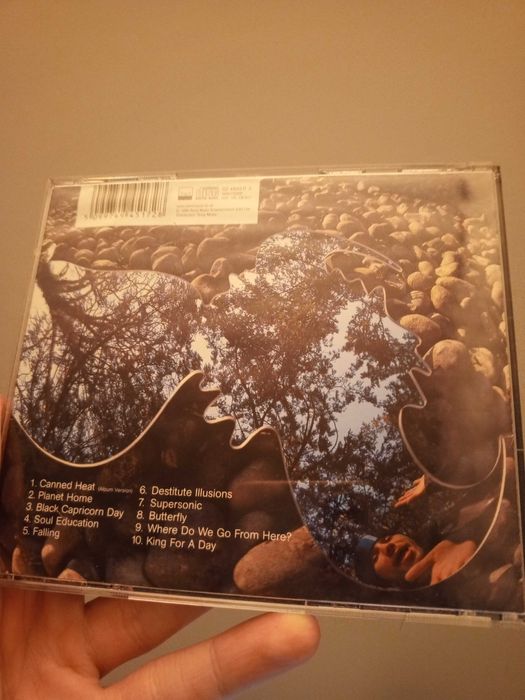 1. Canned Heat (Album Version)
2. Planet Home
3. Black Capricorn Day
4. Soul Education
5. Falling
6. Destitute Illusions
7. Supersonic
8. Butterfly
9. Where Do We Go From Here?
10. King For A Day